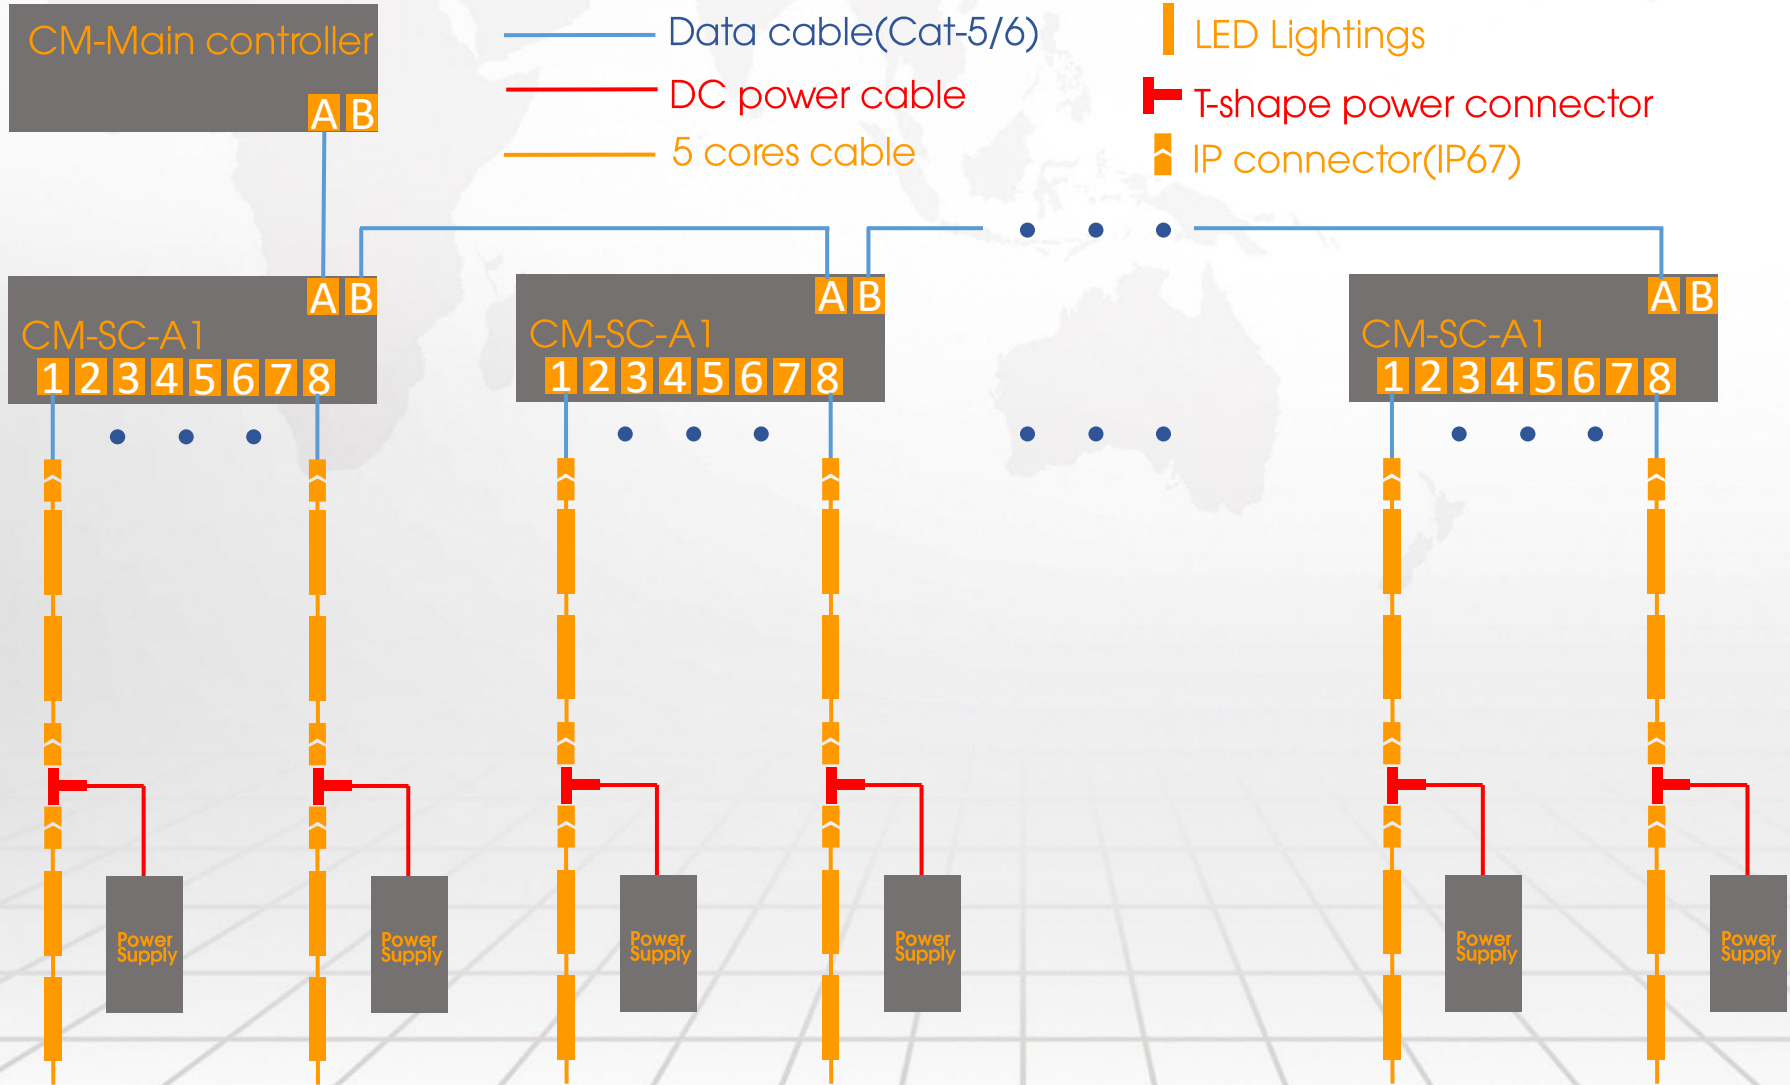 CM-Main controller
A B
Data cable(Cat-5/6)
DC power cable
5 cores cable
LED Lightings
T-shape power connector
IP connector(IP67)
A B
CM-SC-A1
1 2 3 4 5 6 7 8
A B
CM-SC-A1
1 2 3 4 5 6 7 8
A B
CM-SC-A1
1 2 3 4 5 6 7 8
Power
Supply
Power
Supply
Power
Supply
Power
Supply
Power
Supply
Power
Supply